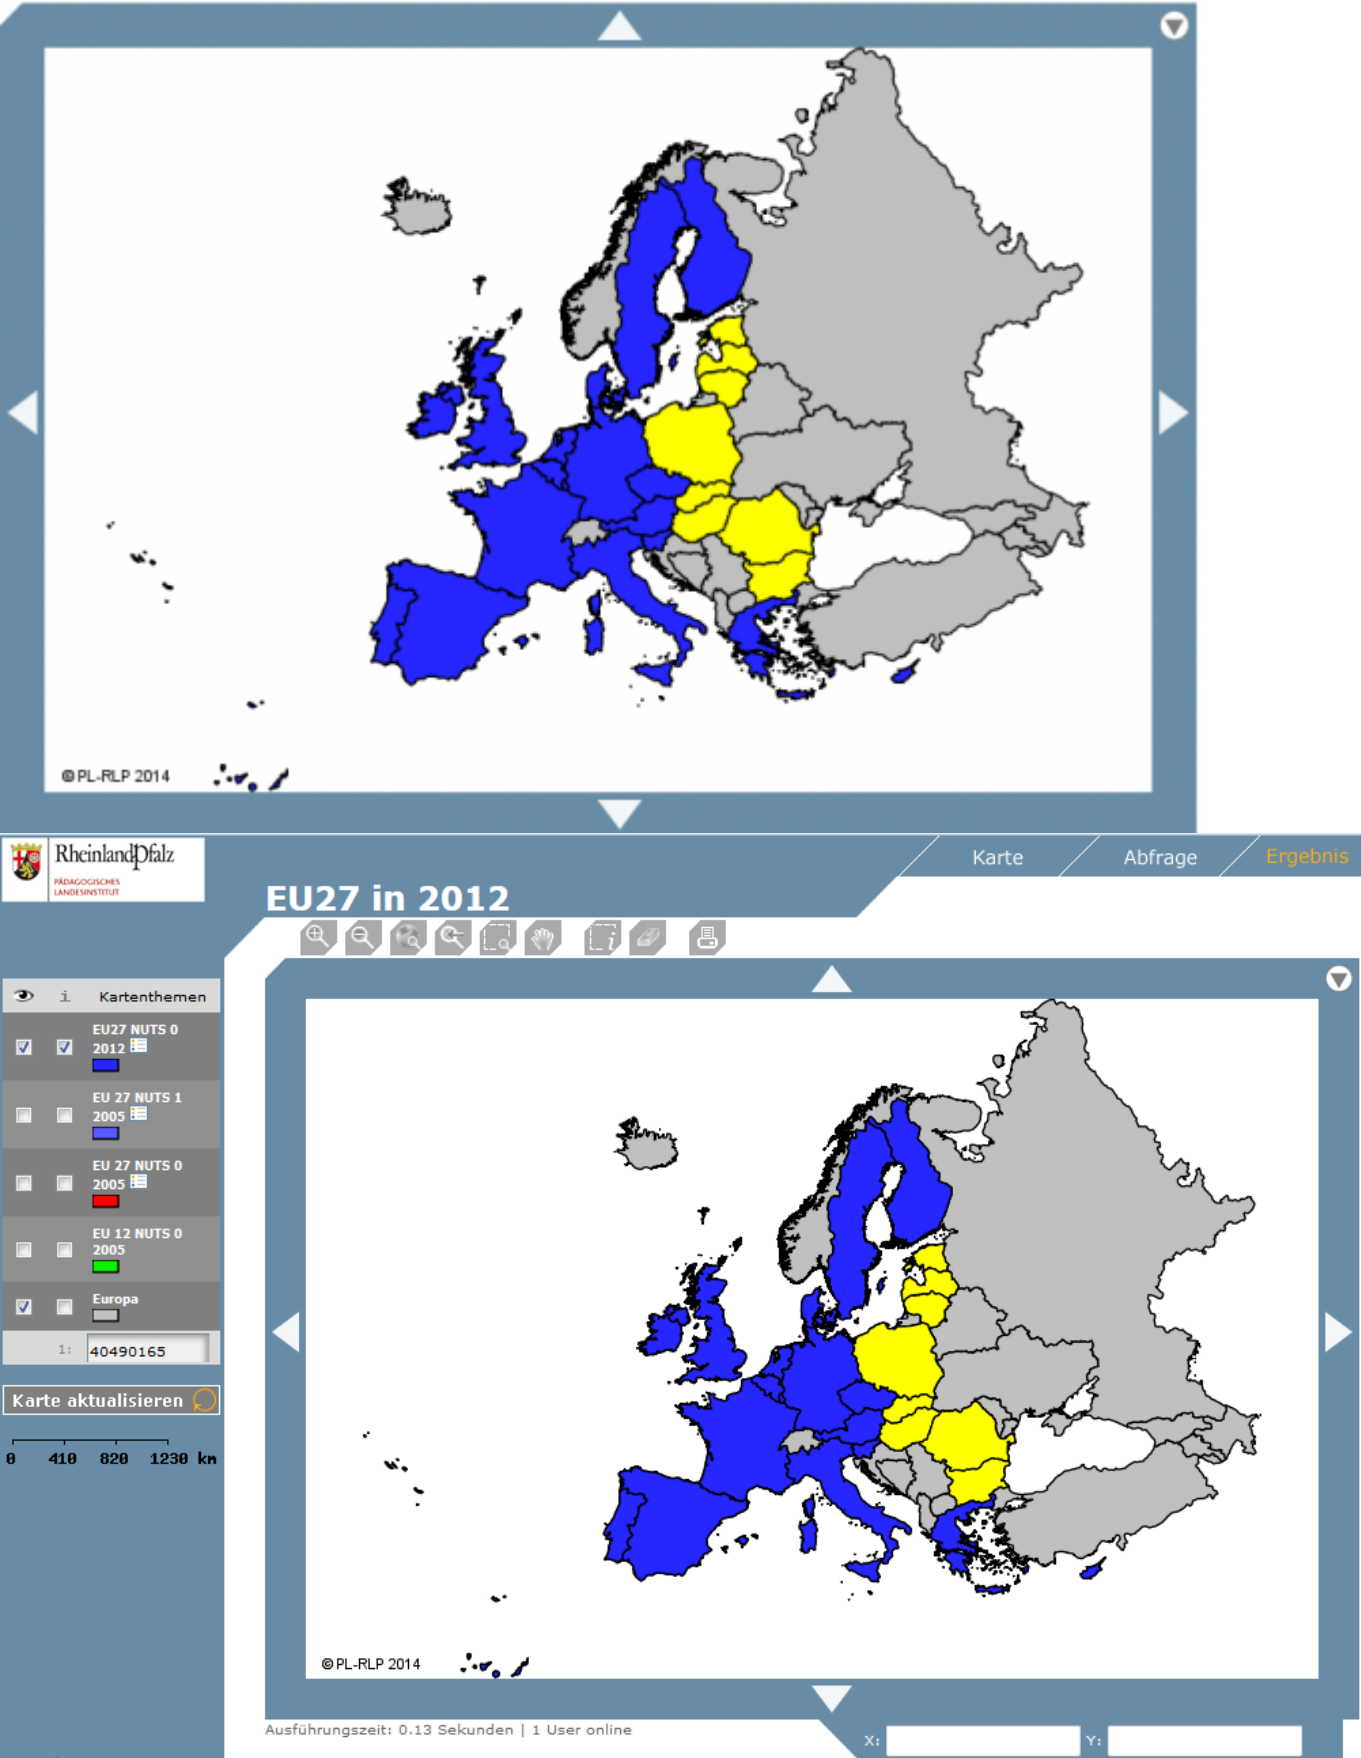 © PL-RLP 2014
RheinlandPfalz
PÄDAGOGISCHES
LANDESINSTITUT
Karte
Abfrage
Ergebnis
EU27 in 2012
i Kartenthemen
EU27 NUTS 0
2012
EU 27 NUTS 1
2005
EU 27 NUTS 0
2005
EU 12 NUTS 0
2005
Europa
1: 40490165
Karte aktualisieren
0 410 820 1230 km
© PL-RLP 2014
Ausführungszeit: 0.13 Sekunden | 1 User online
X:
Y: